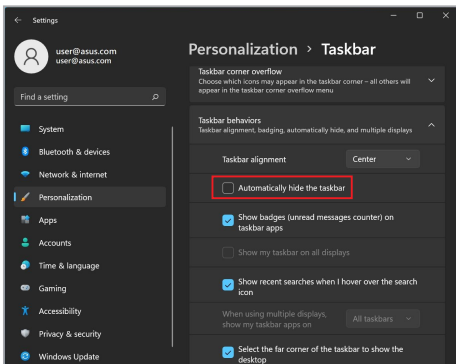 Settings
user@asus.com
user@asus.com
Find a setting
System
Bluetooth & devices
Network & internet
Personalization
Apps
Accounts
Time & language
Gaming
Accessibility
Privacy & security
Windows Update
Personalization > Taskbar
Taskbar corner overflow
Choose which icons may appear in the taskbar corner – all others will
appear in the taskbar corner overflow menu
Taskbar behaviors
Taskbar alignment, badging, automatically hide, and multiple displays
Taskbar alignment
Center
Automatically hide the taskbar
Show badges (unread messages counter) on
taskbar apps
Show my taskbar on all displays
Show recent searches when I hover over the search
icon
When using multiple displays,
show my taskbar apps on
All taskbars
Select the far corner of the taskbar to show the
desktop